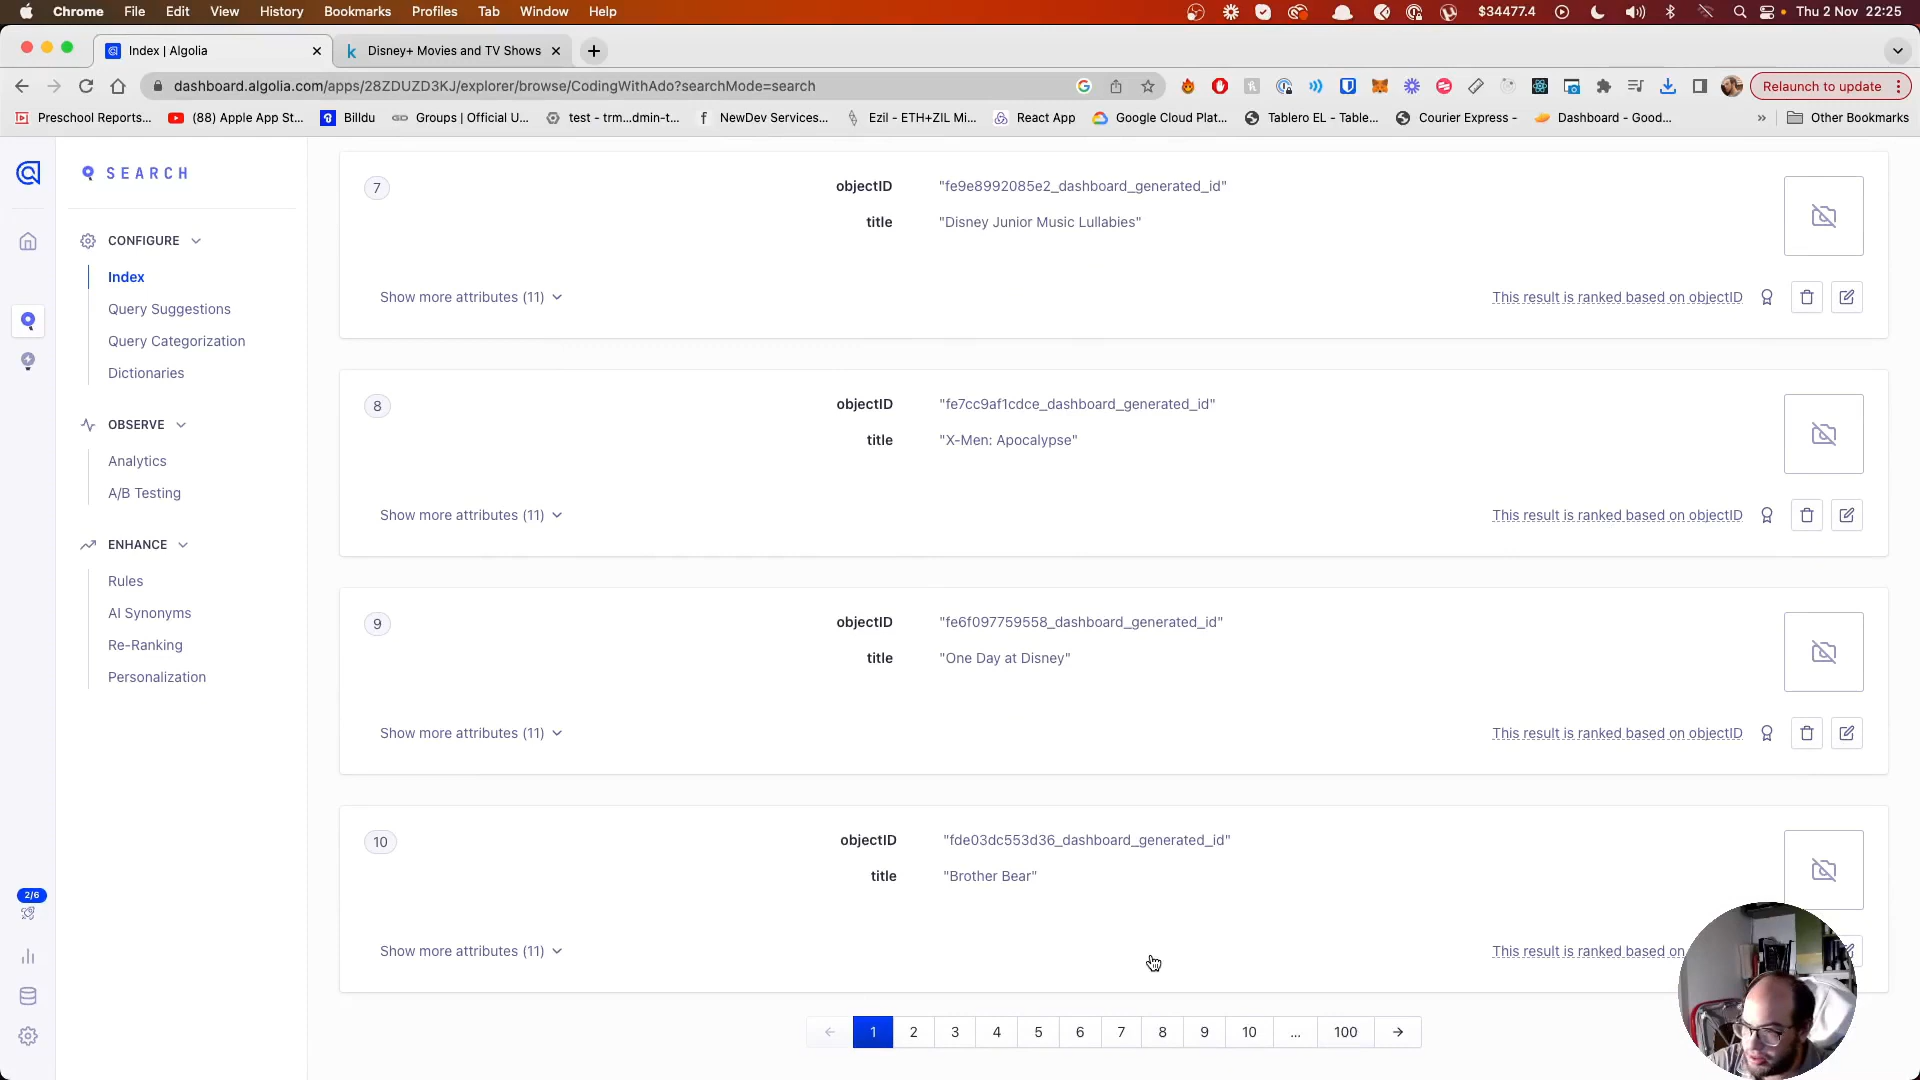 Chrome File Edit View History Bookmarks Profiles Tab Window Help $34477.4 Thu 2 Nov 22:25
Index | Algolia Disney+ Movies and TV Shows
dashboard.algolia.com/apps/28ZDUZD3KJ/explorer/browse/CodingWithAdo?searchMode=search Relaunch to update
Preschool Reports... (88) Apple App St... Billdu Groups | Official U... test - trm...dmin-t... NewDev Services... Ezil - ETH+ZIL Mi... React App Google Cloud Plat... Tablero EL - Table... Courier Express - Dashboard - Good... » Other Bookmarks
SEARCH
CONFIGURE
Index
Query Suggestions
Query Categorization
Dictionaries
OBSERVE
Analytics
A/B Testing
ENHANCE
Rules
AI Synonyms
Re-Ranking
Personalization
2/6
7 objectID "fe9e8992085e2_dashboard_generated_id"
title "Disney Junior Music Lullabies"
Show more attributes (11) This result is ranked based on objectID
8 objectID "fe7cc9af1cdce_dashboard_generated_id"
title "X-Men: Apocalypse"
Show more attributes (11) This result is ranked based on objectID
9 objectID "fe6f097759558_dashboard_generated_id"
title "One Day at Disney"
Show more attributes (11) This result is ranked based on objectID
10 objectID "fde03dc553d36_dashboard_generated_id"
title "Brother Bear"
Show more attributes (11) This result is ranked based on
1 2 3 4 5 6 7 8 9 10 ... 100